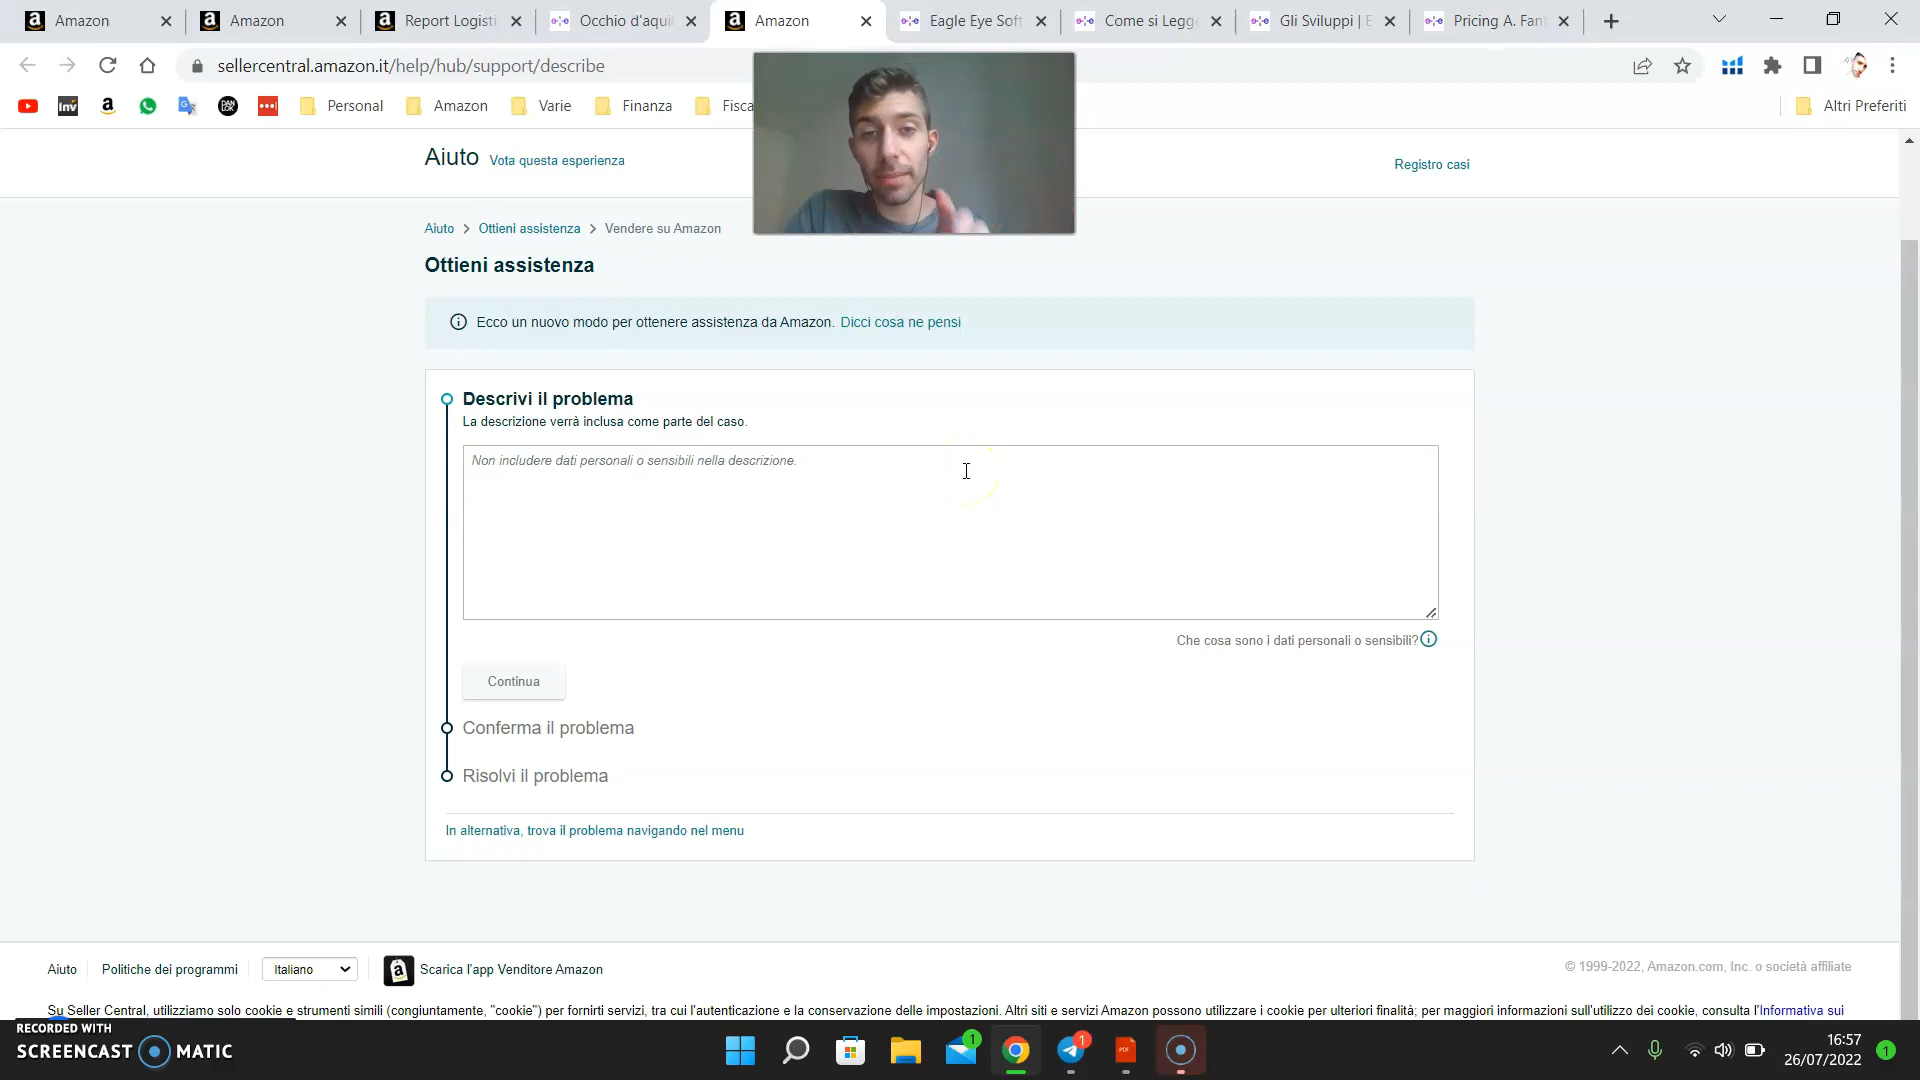 Amazon
Amazon
Report Logisti
Occhio d'aqui
Amazon
Eagle Eye Soft
Come si Legge
Gli Sviluppi | E
Pricing A. Fant
sellercentral.amazon.it/help/hub/support/describe
Inv
DAN LOK
Personal
Amazon
Varie
Finanza
Fisca
Altri Preferiti
Aiuto Vota questa esperienza
Registro casi
Aiuto > Ottieni assistenza > Vendere su Amazon
Ottieni assistenza
Ecco un nuovo modo per ottenere assistenza da Amazon. Dicci cosa ne pensi
Descrivi il problema
La descrizione verrà inclusa come parte del caso.
Non includere dati personali o sensibili nella descrizione.
Che cosa sono i dati personali o sensibili?
Continua
Conferma il problema
Risolvi il problema
In alternativa, trova il problema navigando nel menu
Aiuto
Politiche dei programmi
Italiano
Scarica l'app Venditore Amazon
© 1999-2022, Amazon.com, Inc. o società affiliate
Su Seller Central, utilizziamo solo cookie e strumenti simili (congiuntamente, "cookie") per fornirti servizi, tra cui l'autenticazione e la conservazione delle impostazioni. Altri siti e servizi Amazon possono utilizzare i cookie per ulteriori finalità; per maggiori informazioni sull'utilizzo dei cookie, consulta l'Informativa sui
RECORDED WITH
SCREENCAST MATIC
1
1
PDF
16:57
26/07/2022
1